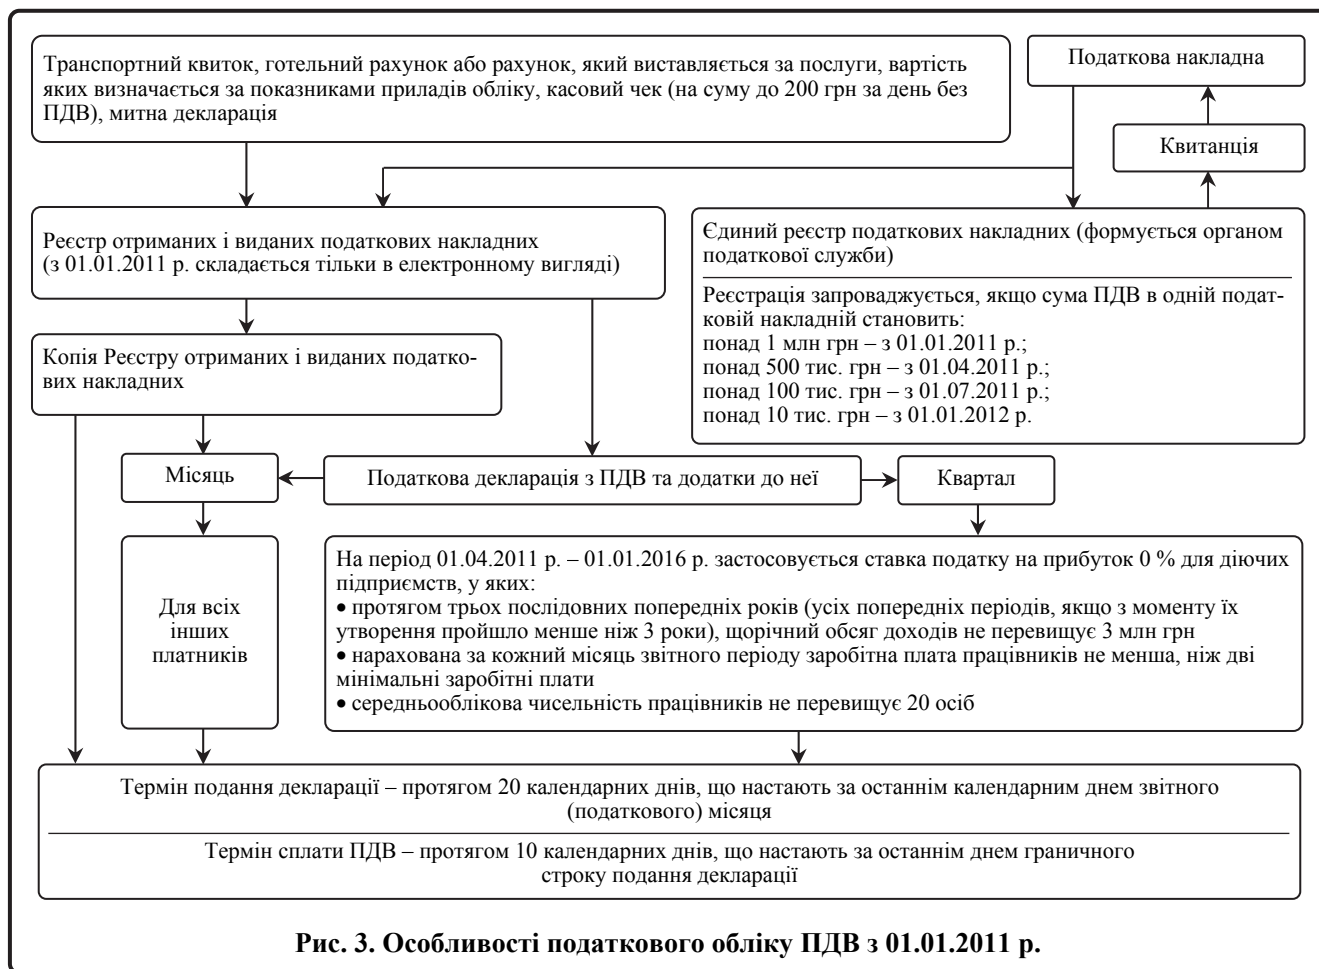 Транспортний квиток, готельний рахунок або рахунок, який виставляється за послуги, вартість
яких визначається за показниками приладів обліку, касовий чек (на суму до 200 грн за день без
ПДВ), митна декларація
Податкова накладна
Квитанція
Реєстр отриманих і виданих податкових накладних
(з 01.01.2011 р. складається тільки в електронному вигляді)
Єдиний реєстр податкових накладних (формується органом
податкової служби)
Реєстрація запроваджується, якщо сума ПДВ в одній подат-
ковій накладній становить:
понад 1 млн грн – з 01.01.2011 р.;
понад 500 тис. грн – з 01.04.2011 р.;
понад 100 тис. грн – з 01.07.2011 р.;
понад 10 тис. грн – з 01.01.2012 р.
Копія Реєстру отриманих і виданих податко-
вих накладних
Місяць
Податкова декларація з ПДВ та додатки до неї
Квартал
Для всіх
інших
платників
На період 01.04.2011 р. – 01.01.2016 р. застосовується ставка податку на прибуток 0 % для діючих
підприємств, у яких:
• протягом трьох послідовних попередніх років (усіх попередніх періодів, якщо з моменту їх
утворення пройшло менше ніж 3 роки), щорічний обсяг доходів не перевищує 3 млн грн
• нарахована за кожний місяць звітного періоду заробітна плата працівників не менша, ніж дві
мінімальні заробітні плати
• середньооблікова чисельність працівників не перевищує 20 осіб
Термін подання декларації – протягом 20 календарних днів, що настають за останнім календарним днем звітного
(податкового) місяця
Термін сплати ПДВ – протягом 10 календарних днів, що настають за останнім днем граничного
строку подання декларації
Рис. 3. Особливості податкового обліку ПДВ з 01.01.2011 р.